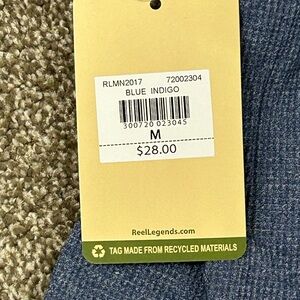 RLMN2017 72002304
BLUE INDIGO
300720 023045
M
$28.00
ReelLegends.com
TAG MADE FROM RECYCLED MATERIALS